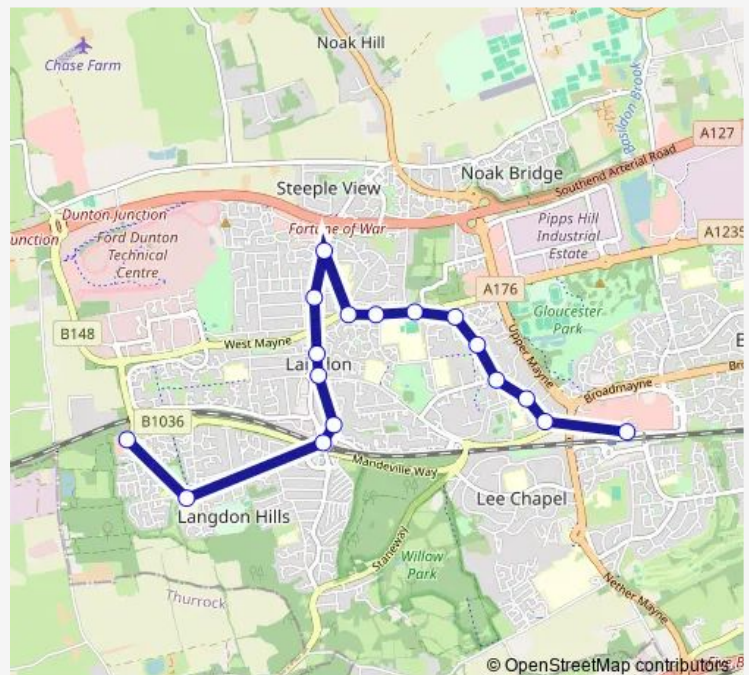 Noak Hill
Chase Farm
Basildon Brook
A127
Southend Arterial Road
Noak Bridge
Steeple View
Dunton Junction
unction
Fortune of War
Ford Dunton
Technical
Centre
Pipps Hill
Industrial
Estate
A1235
A176
Gloucester
Park
B148
West Mayne
Upper Mayne
Broadmayne
B1036
Mandeville Way
Lee Chapel
Langdon Hills
Staneway
Willow
Park
Thurrock
Nether Mayne
© OpenStreetMap contributors